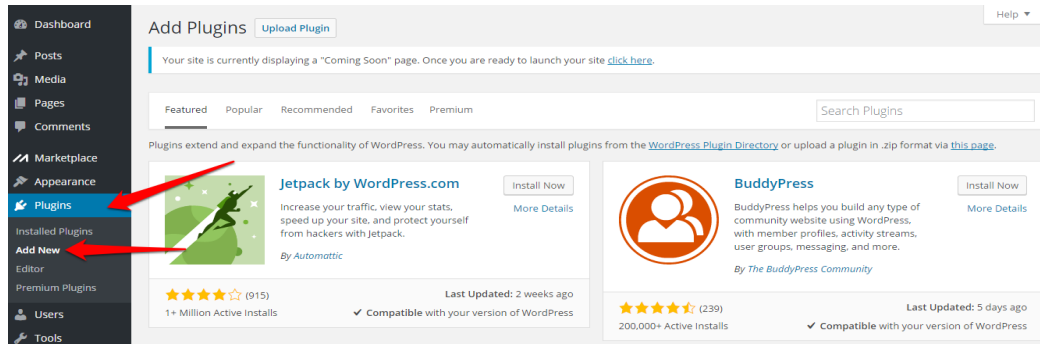 Dashboard
Posts
Media
Pages
Comments
Marketplace
Appearance
Plugins
Installed Plugins
Add New
Editor
Premium Plugins
Users
Tools
Help
Add Plugins Upload Plugin
Your site is currently displaying a "Coming Soon" page. Once you are ready to launch your site click here.
Featured Popular Recommended Favorites Premium Search Plugins
Plugins extend and expand the functionality of WordPress. You may automatically install plugins from the WordPress Plugin Directory or upload a plugin in .zip format via this page.
Jetpack by WordPress.com
Install Now
More Details
Increase your traffic, view your stats,
speed up your site, and protect yourself
from hackers with Jetpack.
By Automattic
(915)
1+ Million Active Installs
Last Updated: 2 weeks ago
Compatible with your version of WordPress
BuddyPress
Install Now
More Details
BuddyPress helps you build any type of
community website using WordPress,
with member profiles, activity streams,
user groups, messaging, and more.
By The BuddyPress Community
(239)
200,000+ Active Installs
Last Updated: 5 days ago
Compatible with your version of WordPress